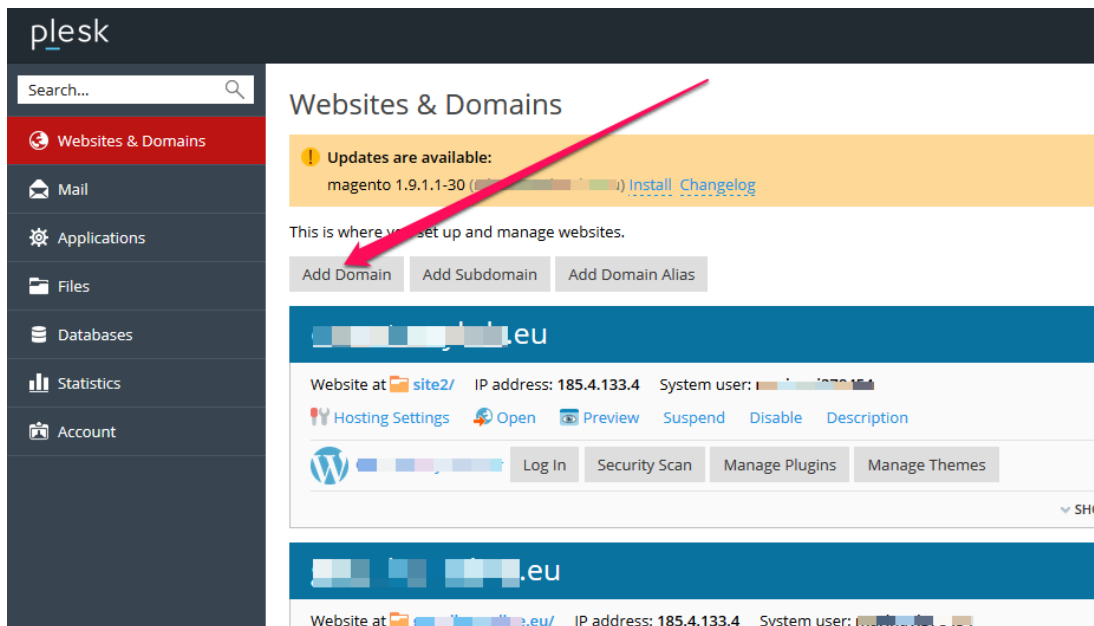 plesk
Search...
Websites & Domains
Mail
Applications
Files
Databases
Statistics
Account
Websites & Domains
Updates are available:
magento 1.9.1.1-30 ( ) Install Changelog
This is where you set up and manage websites.
Add Domain Add Subdomain Add Domain Alias
.eu
Website at site2/ IP address: 185.4.133.4 System user:
Hosting Settings Open Preview Suspend Disable Description
Log In Security Scan Manage Plugins Manage Themes
.eu
Website at .eu/ IP address: 185.4.133.4 System user: